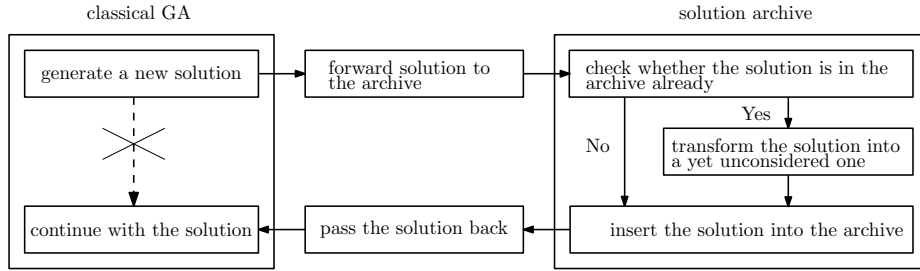 classical GA
solution archive
generate a new solution
forward solution to
the archive
check whether the solution is in the
archive already
Yes
No
transform the solution into
a yet unconsidered one
continue with the solution
pass the solution back
insert the solution into the archive